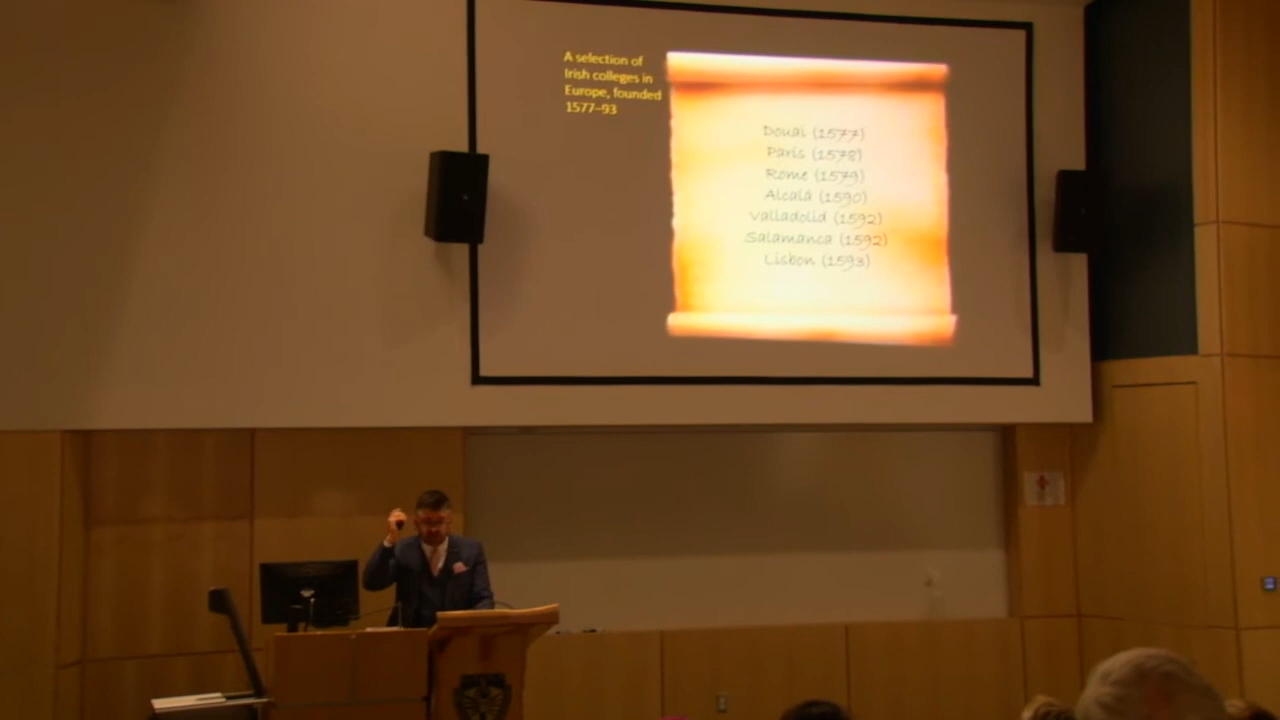 A selection of
Irish colleges in
Europe, founded
1577–93
Douai (1577)
Paris (1578)
Rome (1579)
Alcalá (1590)
Valladolid (1592)
Salamanca (1592)
Lisbon (1593)